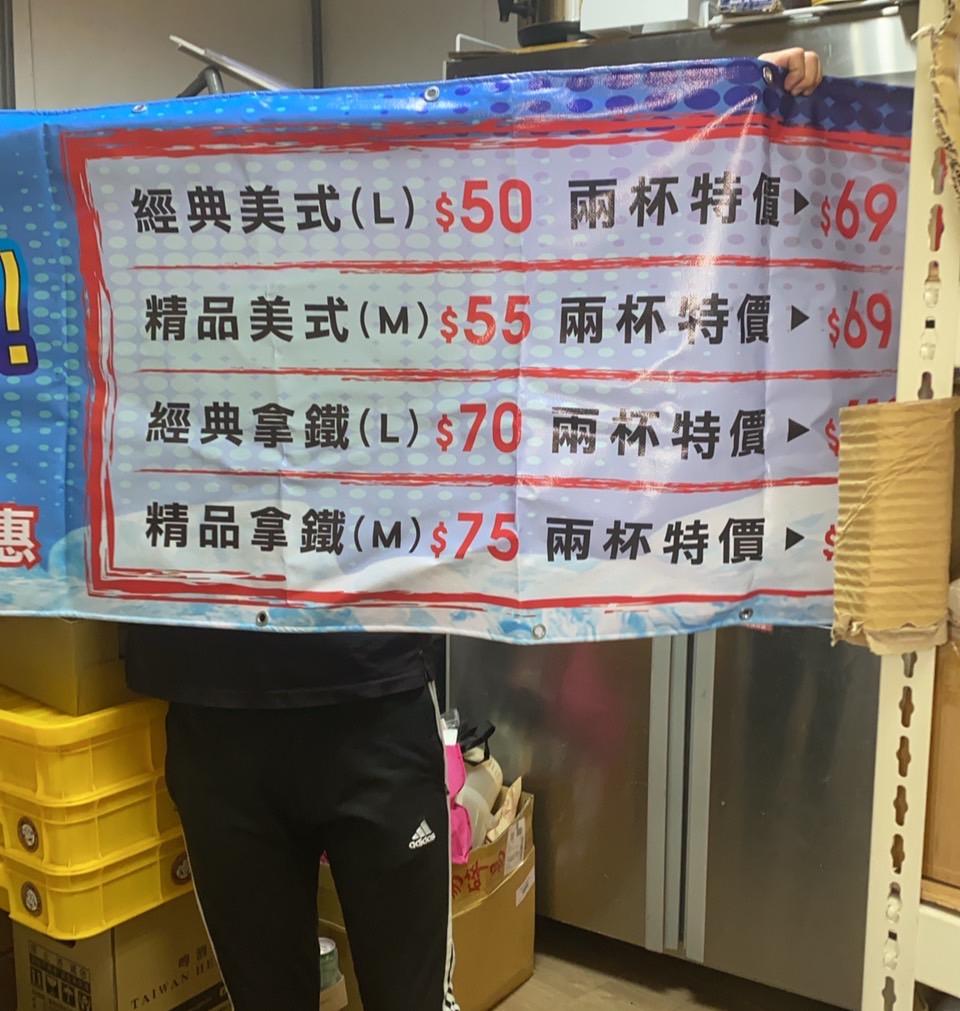 經典美式(L) $50 兩杯特價▶$69
精品美式(M) $55 兩杯特價▶$69
經典拿鐵(L) $70 兩杯特價▶$
精品拿鐵(M) $75 兩杯特價▶$
!
惠
adidas
TAIWAN